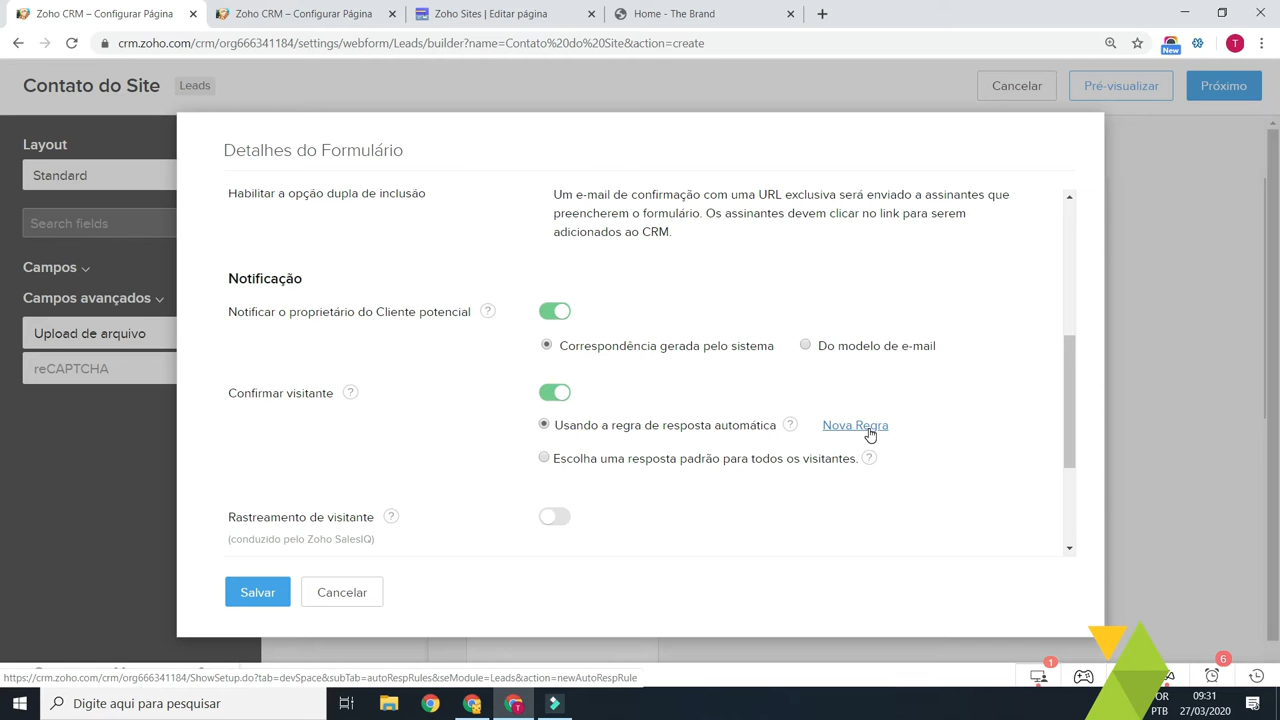 Zoho CRM – Configurar Página
Zoho CRM – Configurar Página
Zoho Sites | Editar página
Home - The Brand
crm.zoho.com/crm/org666341184/settings/webform/Leads/builder?name=Contato%20do%20Site&action=create
New
T
Contato do Site
Leads
Cancelar
Pré-visualizar
Próximo
Layout
Standard
Search fields
Campos
Campos avançados
Upload de arquivo
reCAPTCHA
Detalhes do Formulário
Habilitar a opção dupla de inclusão
Um e-mail de confirmação com uma URL exclusiva será enviado a assinantes que
preencherem o formulário. Os assinantes devem clicar no link para serem
adicionados ao CRM.
Notificação
Notificar o proprietário do Cliente potencial ?
Correspondência gerada pelo sistema
Do modelo de e-mail
Confirmar visitante ?
Usando a regra de resposta automática ?
Nova Regra
Escolha uma resposta padrão para todos os visitantes. ?
Rastreamento de visitante ?
(conduzido pelo Zoho SalesIQ)
Salvar
Cancelar
https://crm.zoho.com/crm/org666341184/ShowSetup.do?tab=devSpace&subTab=autoRespRules&seModule=Leads&action=newAutoRespRule
1
6
Digite aqui para pesquisar
T
POR
PTB
09:31
27/03/2020